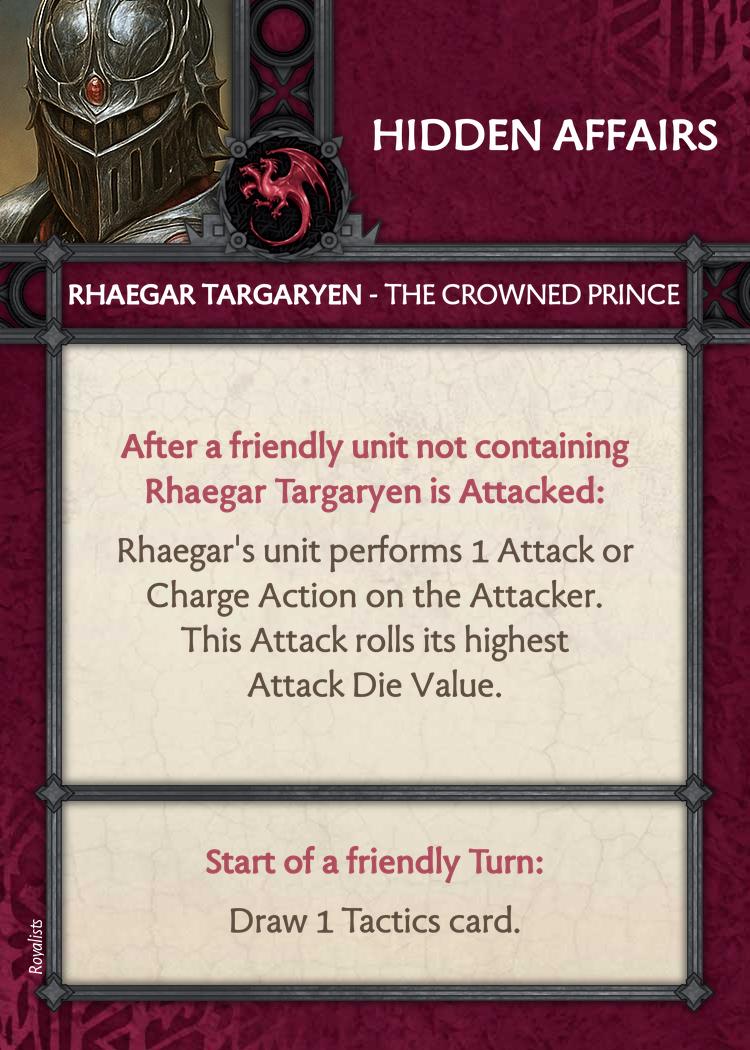 HIDDEN AFFAIRS
RHAEGAR TARGARYEN - THE CROWNED PRINCE
After a friendly unit not containing
Rhaegar Targaryen is Attacked:
Rhaegar's unit performs 1 Attack or
Charge Action on the Attacker.
This Attack rolls its highest
Attack Die Value.
Start of a friendly Turn:
Draw 1 Tactics card.
Royalists